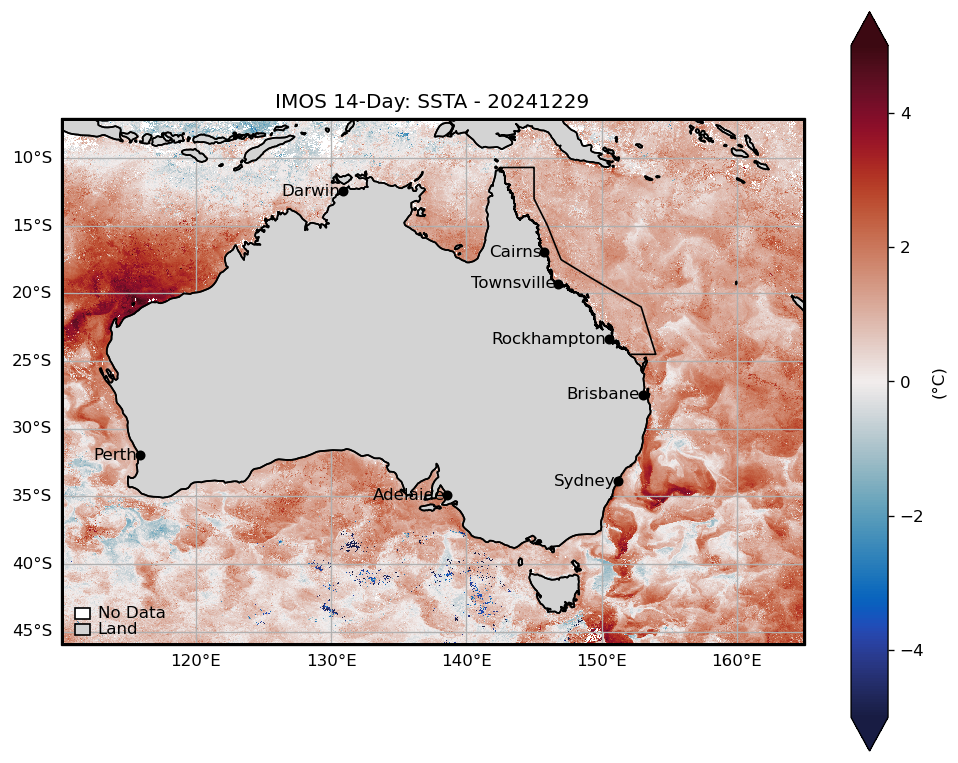 IMOS 14-Day: SSTA - 20241229
10°S
15°S
20°S
25°S
30°S
35°S
40°S
45°S
120°E
130°E
140°E
150°E
160°E
Darwin
Cairns
Townsville
Rockhampton
Brisbane
Perth
Sydney
Adelaide
No Data
Land
4
2
0
−2
−4
(°C)